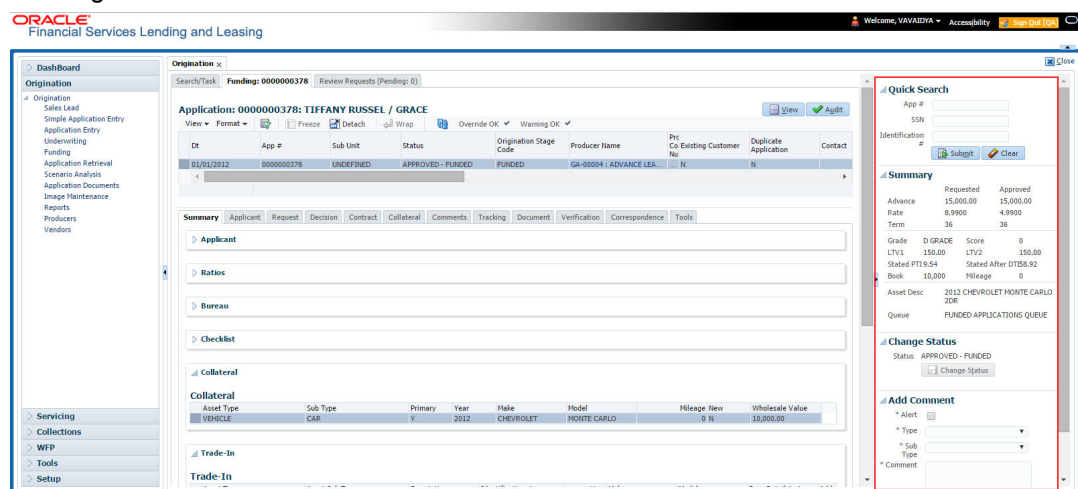 ORACLE®
Financial Services Lending and Leasing
Welcome, VAVAIDYA Accessibility Sign Out [QA]
Close
DashBoard
Origination
Origination
Sales Lead
Simple Application Entry
Application Entry
Underwriting
Funding
Application Retrieval
Scenario Analysis
Application Documents
Image Maintenance
Reports
Producers
Vendors
Servicing
Collections
WFP
Tools
Setup
Origination x
Search/Task Funding: 0000000378 Review Requests (Pending: 0)
Application: 0000000378: TIFFANY RUSSEL / GRACE
View Audit
View Format Freeze Detach Wrap Override OK Warning OK
Dt App # Sub Unit Status Origination Stage Code Producer Name Existing Customer Duplicate Application Contact
01/01/2012 0000000378 UNDEFINED APPROVED - FUNDED FUNDED GA-00004 : ADVANCE LEA... ... N N
Summary Applicant Request Decision Contract Collateral Comments Tracking Document Verification Correspondence Tools
Applicant
Ratios
Bureau
Checklist
Collateral
Collateral
Asset Type Sub Type Primary Year Make Model Mileage New Wholesale Value
VEHICLE CAR Y 2012 CHEVROLET MONTE CARLO 0 N 10,000.00
Trade-In
Trade-In
Quick Search
App #
SSN
Identification
#
Submit Clear
Summary
Requested Approved
Advance 15,000.00 15,000.00
Rate 8.9900 4.9900
Term 36 36
Grade D GRADE Score 0
LTV1 150.00 LTV2 150.00
Stated PTI 9.54 Stated After DTI 58.92
Book 10,000 Mileage 0
Asset Desc 2012 CHEVROLET MONTE CARLO
2DR
Queue FUNDED APPLICATIONS QUEUE
Change Status
Status APPROVED - FUNDED
Change Status
Add Comment
* Alert
* Type
* Sub
Type
* Comment